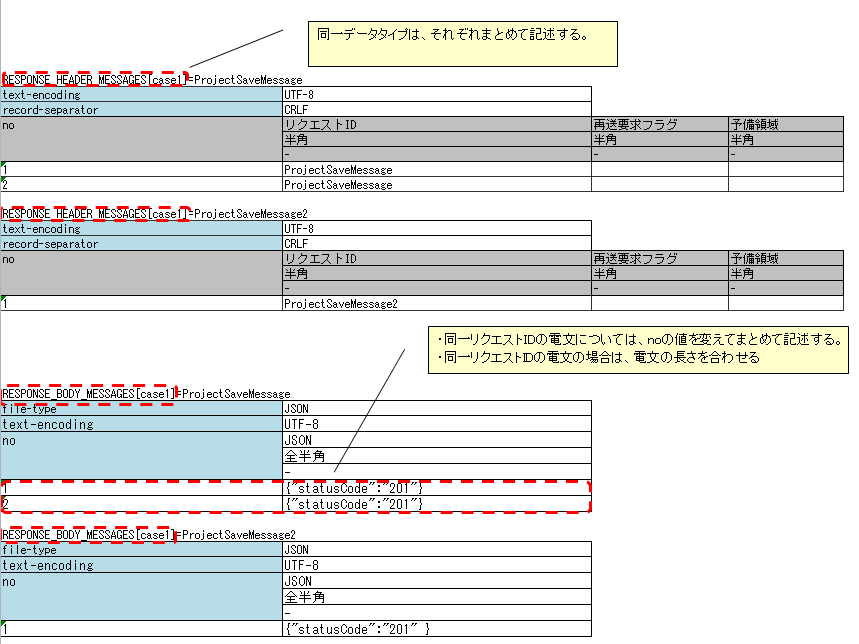 同一データタイプは、それぞれまとめて記述する。
RESPONSE_HEADER_MESSAGES[case1]=ProjectSaveMessage
text-encoding UTF-8
record-separator CRLF
no リクエストID 再送要求フラグ 予備領域
半角 半角 半角
- - -
1 ProjectSaveMessage
2 ProjectSaveMessage
RESPONSE_HEADER_MESSAGES[case1]=ProjectSaveMessage2
text-encoding UTF-8
record-separator CRLF
no リクエストID 再送要求フラグ 予備領域
半角 半角 半角
- - -
1 ProjectSaveMessage2
・同一リクエストIDの電文については、noの値を変えてまとめて記述する。
・同一リクエストIDの電文の場合は、電文の長さを合わせる
RESPONSE_BODY_MESSAGES[case1]=ProjectSaveMessage
file-type JSON
text-encoding UTF-8
no JSON
全半角
-
1 {"statusCode":"201"}
2 {"statusCode":"201"}
RESPONSE_BODY_MESSAGES[case1]=ProjectSaveMessage2
file-type JSON
text-encoding UTF-8
no JSON
全半角
-
1 {"statusCode":"201" }